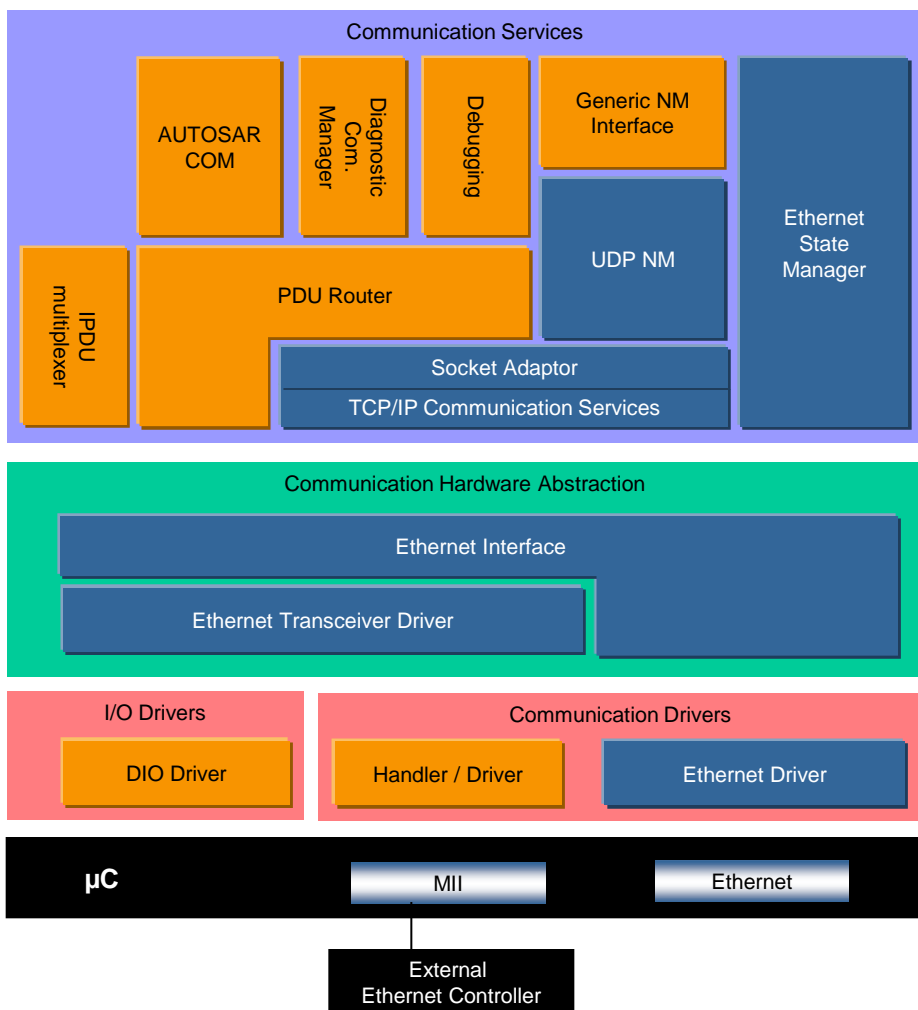 Communication Services
AUTOSAR
COM
Diagnostic
Com.
Manager
Debugging
Generic NM
Interface
Ethernet
State
Manager
UDP NM
IPDU
multiplexer
PDU Router
Socket Adaptor
TCP/IP Communication Services
Communication Hardware Abstraction
Ethernet Interface
Ethernet Transceiver Driver
I/O Drivers
DIO Driver
Communication Drivers
Handler / Driver
Ethernet Driver
µC
MII
Ethernet
External
Ethernet Controller